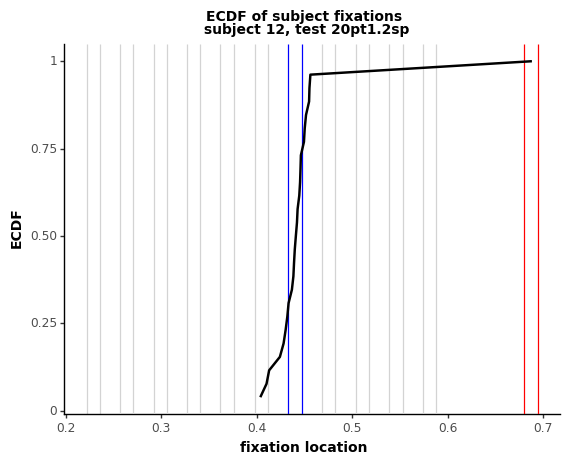 ECDF of subject fixations
subject 12, test 20pt1.2sp
1
0.75
0.50
0.25
0
ECDF
0.2 0.3 0.4 0.5 0.6 0.7
fixation location